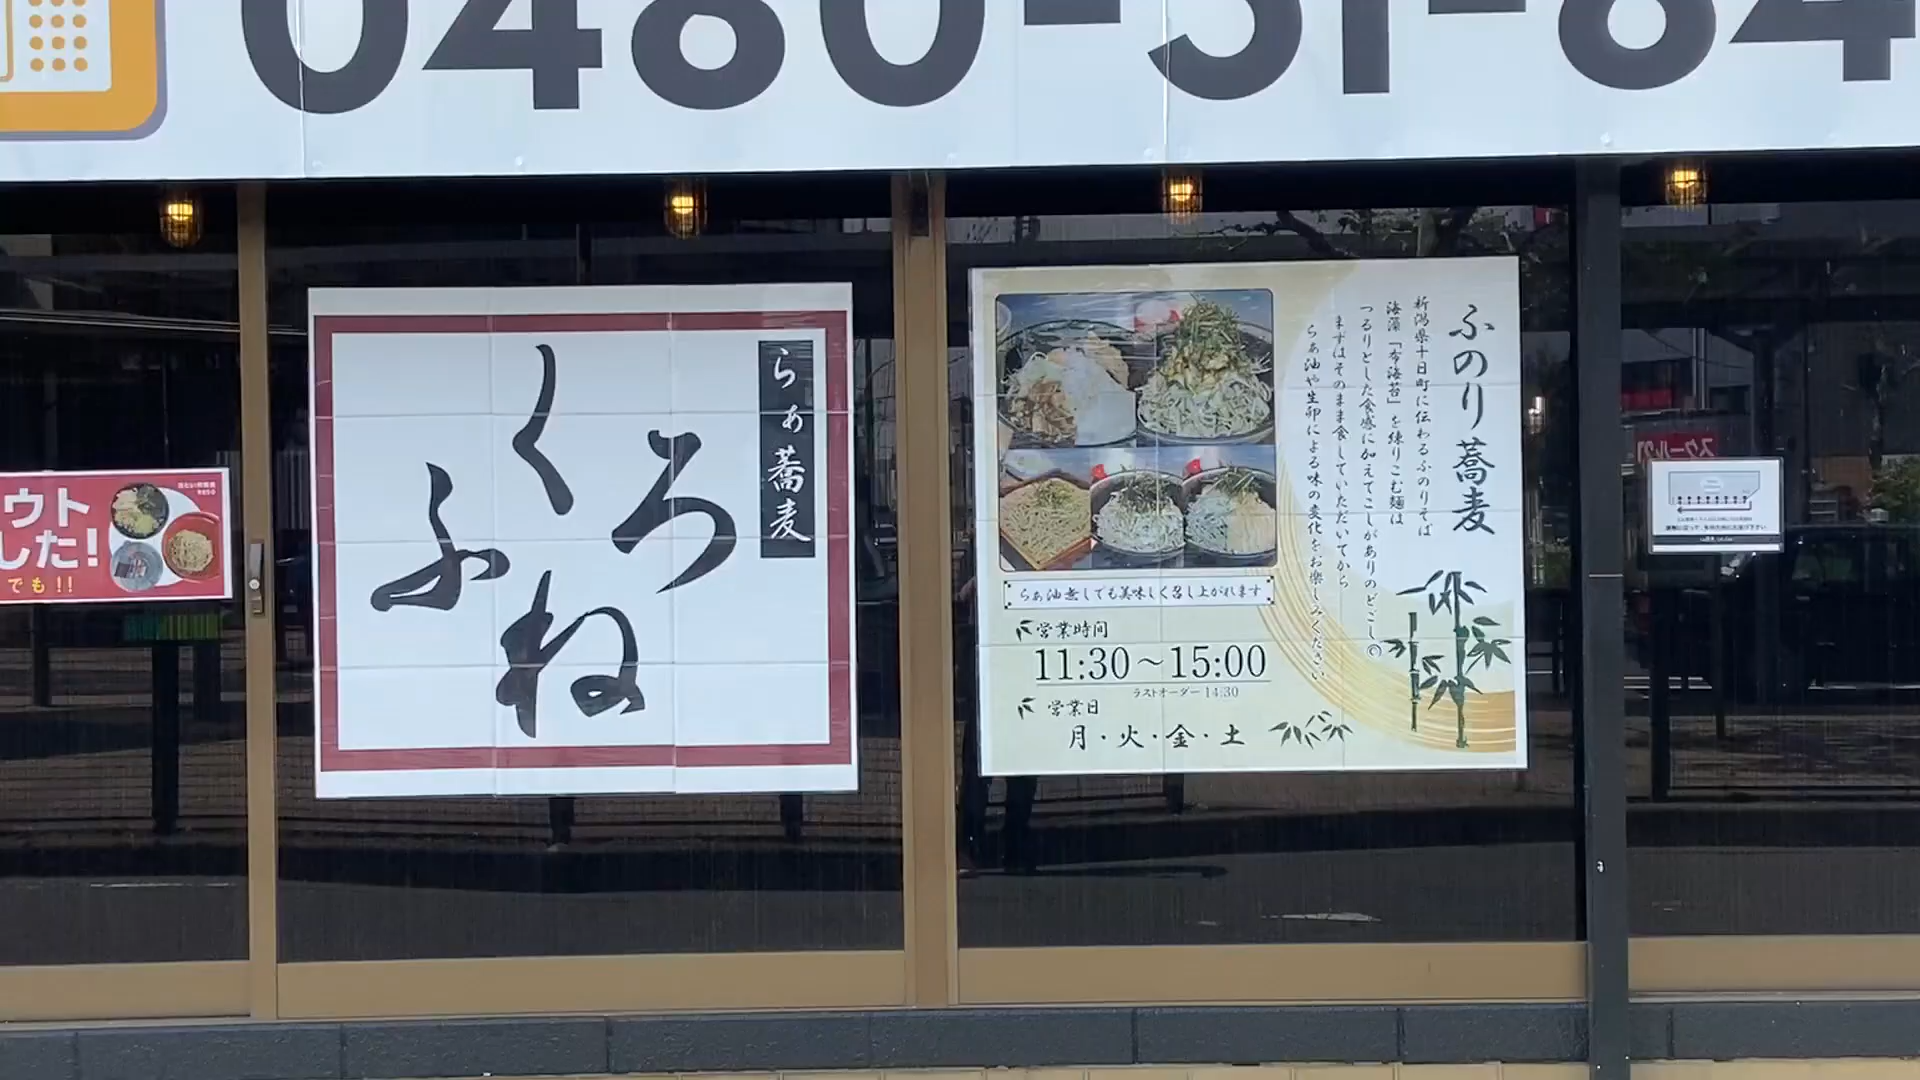 0480-31-84
ウト
した!
でも!!
らぁ蕎麦
くろ
ふね
ふのり蕎麦
新潟県十日町に伝わるふのりそば
海藻「布海苔」を練りこむ麺は
つるりとした食感に加えてこしがありのどごし◎
まずはそのまま食していただいてから
らぁ油や生卵による味の変化をお楽しみください
らぁ油無しでも美味しく召し上がれます
営業時間
11:30～15:00
ラストオーダー 14:30
営業日
月・火・金・土
スクール21